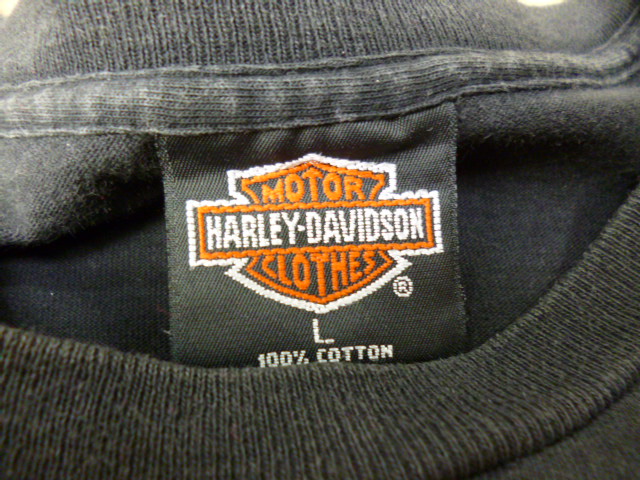 MOTOR
HARLEY-DAVIDSON
CLOTHES
®
L
100% COTTON